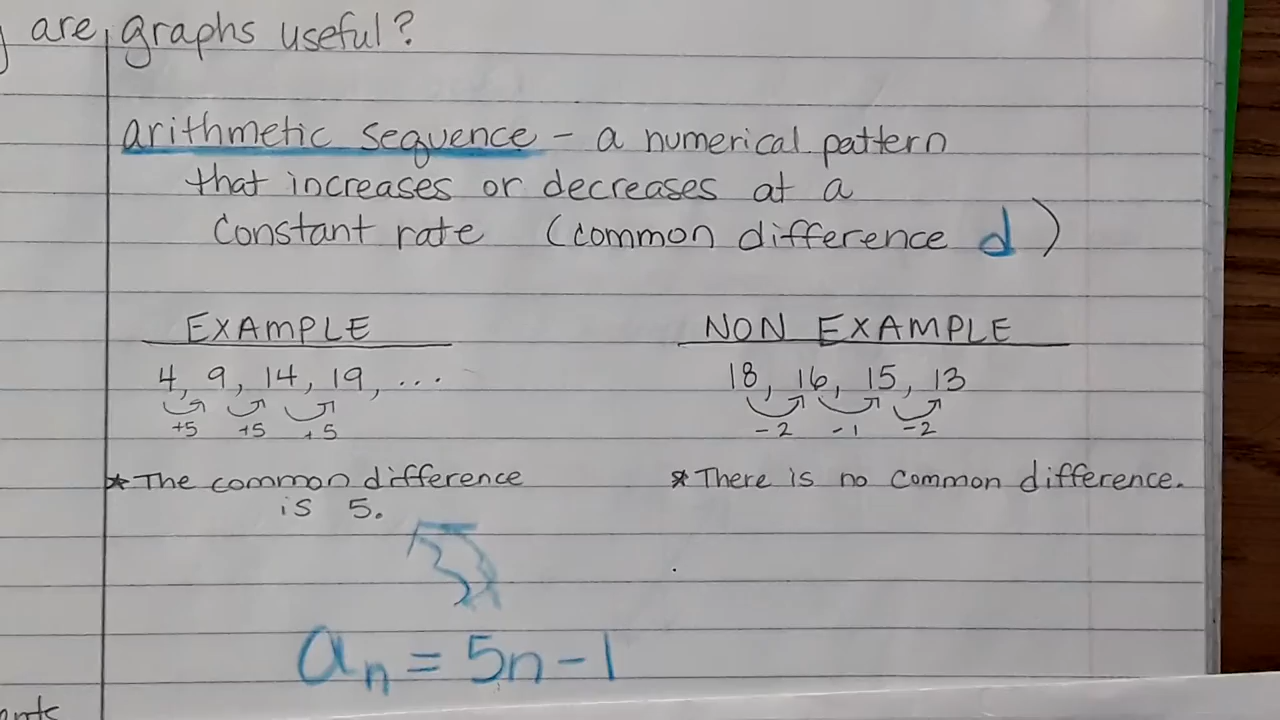 are graphs useful?
arithmetic sequence - a numerical pattern
that increases or decreases at a
constant rate (common difference d)
EXAMPLE
4, 9, 14, 19, ...
+5 +5 +5
* The common difference
is 5.
NON EXAMPLE
18, 16, 15, 13
-2 -1 -2
* There is no common difference.
aₙ = 5n - 1